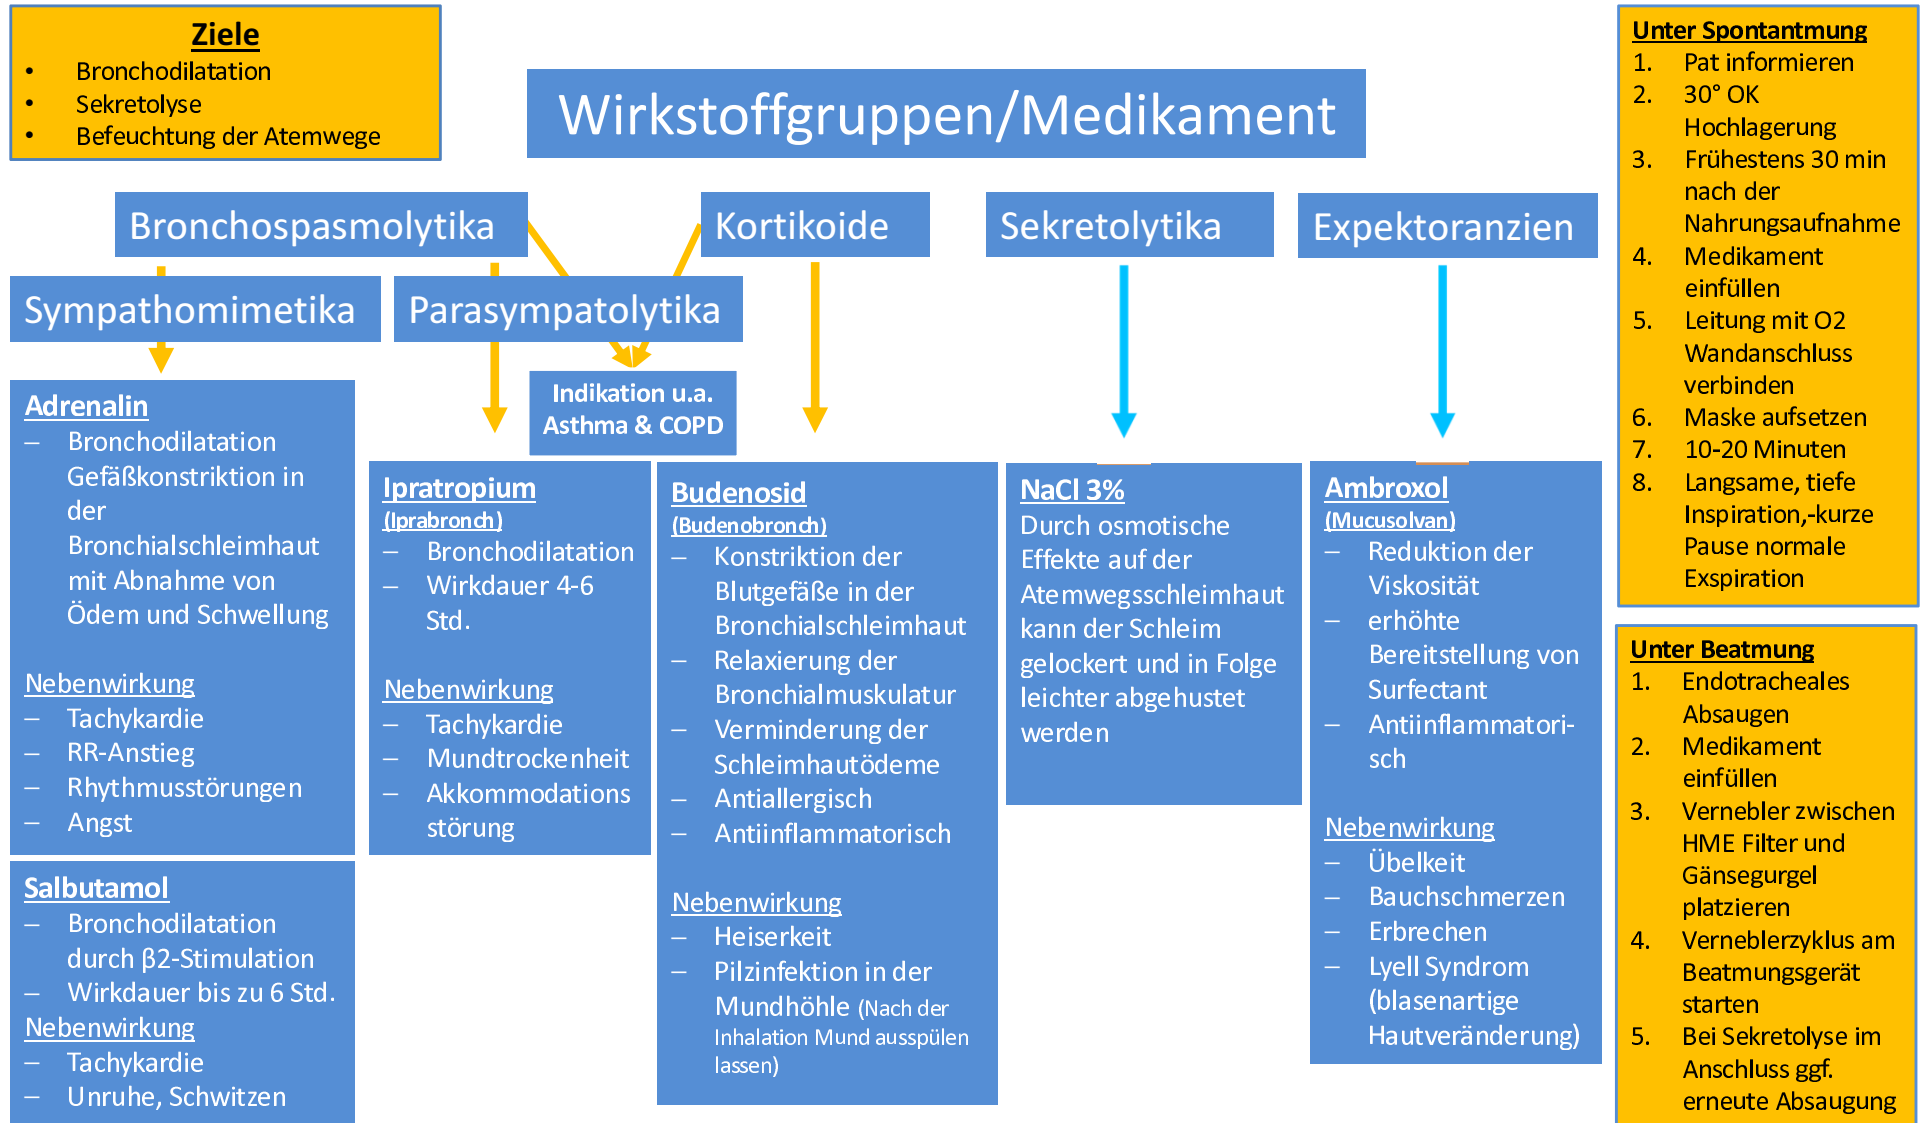 Ziele
• Bronchodilatation
• Sekretolyse
• Befeuchtung der Atemwege
Wirkstoffgruppen/Medikament
Bronchospasmolytika
Kortikoide
Sekretolytika
Expektoranzien
Sympathomimetika
Parasympatolytika
Indikation u.a.
Asthma & COPD
Adrenalin
– Bronchodilatation
Gefäßkonstriktion in
der
Bronchialschleimhaut
mit Abnahme von
Ödem und Schwellung
Nebenwirkung
– Tachykardie
– RR-Anstieg
– Rhythmusstörungen
– Angst
Salbutamol
– Bronchodilatation
durch β2-Stimulation
– Wirkdauer bis zu 6 Std.
Nebenwirkung
– Tachykardie
– Unruhe, Schwitzen
Ipratropium
(Iprabronch)
– Bronchodilatation
– Wirkdauer 4-6
Std.
Nebenwirkung
– Tachykardie
– Mundtrockenheit
– Akkommodations
störung
Budenosid
(Budenobronch)
– Konstriktion der
Blutgefäße in der
Bronchialschleimhaut
– Relaxierung der
Bronchialmuskulatur
– Verminderung der
Schleimhautödeme
– Antiallergisch
– Antiinflammatorisch
Nebenwirkung
– Heiserkeit
– Pilzinfektion in der
Mundhöhle (Nach der
Inhalation Mund ausspülen
lassen)
NaCl 3%
Durch osmotische
Effekte auf der
Atemwegsschleimhaut
kann der Schleim
gelockert und in Folge
leichter abgehustet
werden
Ambroxol
(Mucusolvan)
– Reduktion der
Viskosität
– erhöhte
Bereitstellung von
Surfectant
– Antiinflammatori-
sch
Nebenwirkung
– Übelkeit
– Bauchschmerzen
– Erbrechen
– Lyell Syndrom
(blasenartige
Hautveränderung)
Unter Spontantmung
1. Pat informieren
2. 30° OK
Hochlagerung
3. Frühestens 30 min
nach der
Nahrungsaufnahme
4. Medikament
einfüllen
5. Leitung mit O2
Wandanschluss
verbinden
6. Maske aufsetzen
7. 10-20 Minuten
8. Langsame, tiefe
Inspiration,-kurze
Pause normale
Exspiration
Unter Beatmung
1. Endotracheales
Absaugen
2. Medikament
einfüllen
3. Vernebler zwischen
HME Filter und
Gänsegurgel
platzieren
4. Verneblerzyklus am
Beatmungsgerät
starten
5. Bei Sekretolyse im
Anschluss ggf.
erneute Absaugung